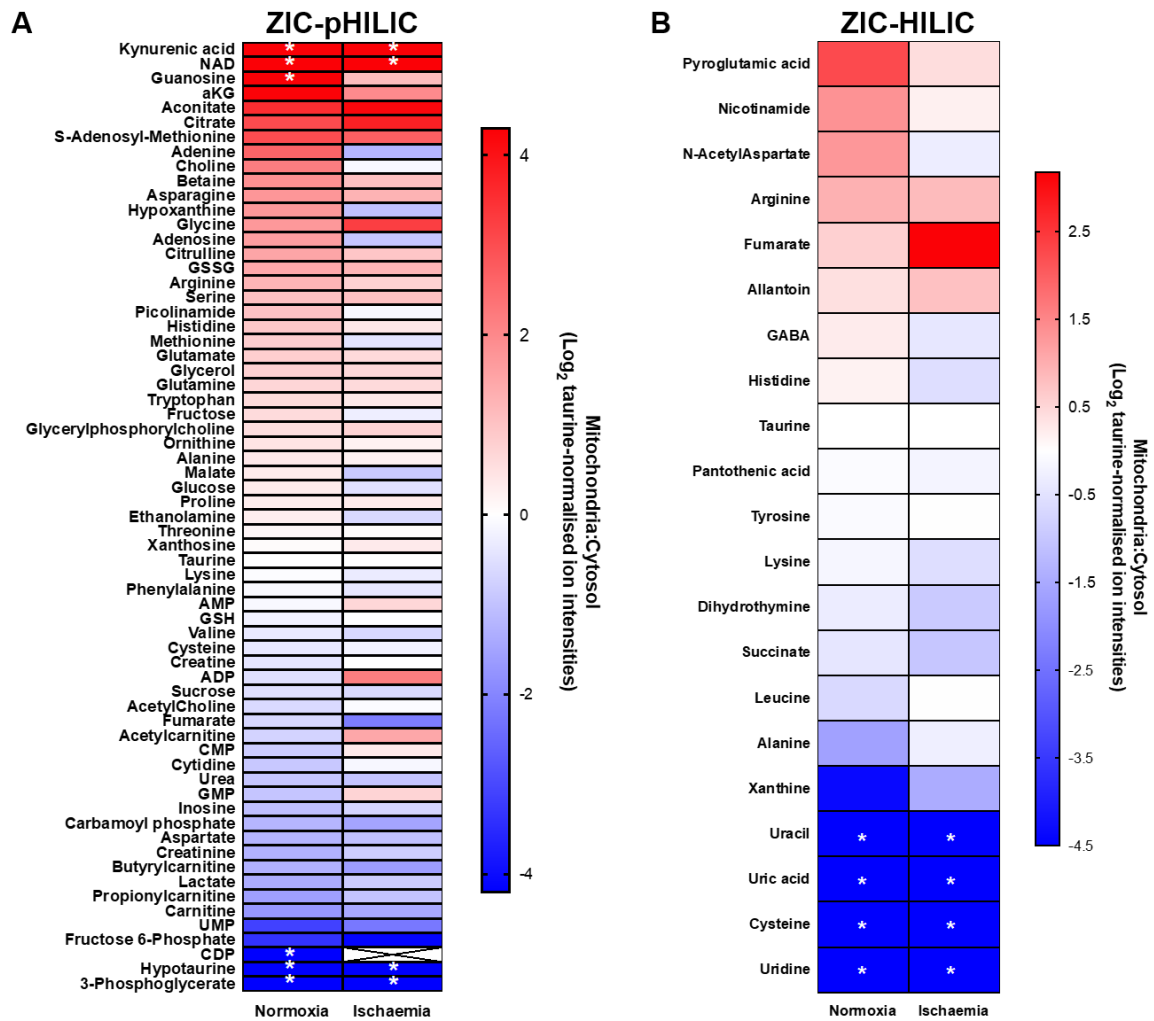 A
ZIC-pHILIC
Kynurenic acid
*
*
NAD
*
*
Guanosine
*
aKG
Aconitate
Citrate
S-Adenosyl-Methionine
Adenine
Choline
Betaine
Asparagine
Hypoxanthine
Glycine
Adenosine
Citrulline
GSSG
Arginine
Serine
Picolinamide
Histidine
Methionine
Glutamate
Glycerol
Glutamine
Tryptophan
Fructose
Glycerylphosphorylcholine
Ornithine
Alanine
Malate
Glucose
Proline
Ethanolamine
Threonine
Xanthosine
Taurine
Lysine
Phenylalanine
AMP
GSH
Valine
Cysteine
Creatine
ADP
Sucrose
AcetylCholine
Fumarate
Acetylcarnitine
CMP
Cytidine
Urea
GMP
Inosine
Carbamoyl phosphate
Aspartate
Creatinine
Butyrylcarnitine
Lactate
Propionylcarnitine
Carnitine
UMP
Fructose 6-Phosphate
CDP
*
Hypotaurine
*
*
3-Phosphoglycerate
*
*
Normoxia
Ischaemia
4
2
0
-2
-4
Mitochondria:Cytosol
(Log2 taurine-normalised ion intensities)
B
ZIC-HILIC
Pyroglutamic acid
Nicotinamide
N-AcetylAspartate
Arginine
Fumarate
Allantoin
GABA
Histidine
Taurine
Pantothenic acid
Tyrosine
Lysine
Dihydrothymine
Succinate
Leucine
Alanine
Xanthine
Uracil
*
*
Uric acid
*
*
Cysteine
*
*
Uridine
*
*
Normoxia
Ischaemia
2.5
1.5
0.5
-0.5
-1.5
-2.5
-3.5
-4.5
Mitochondria:Cytosol
(Log2 taurine-normalised ion intensities)